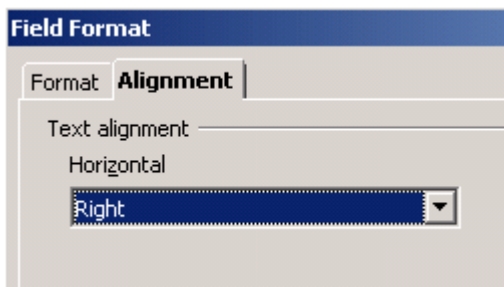 Field Format
Format Alignment
Text alignment
Horizontal
Right